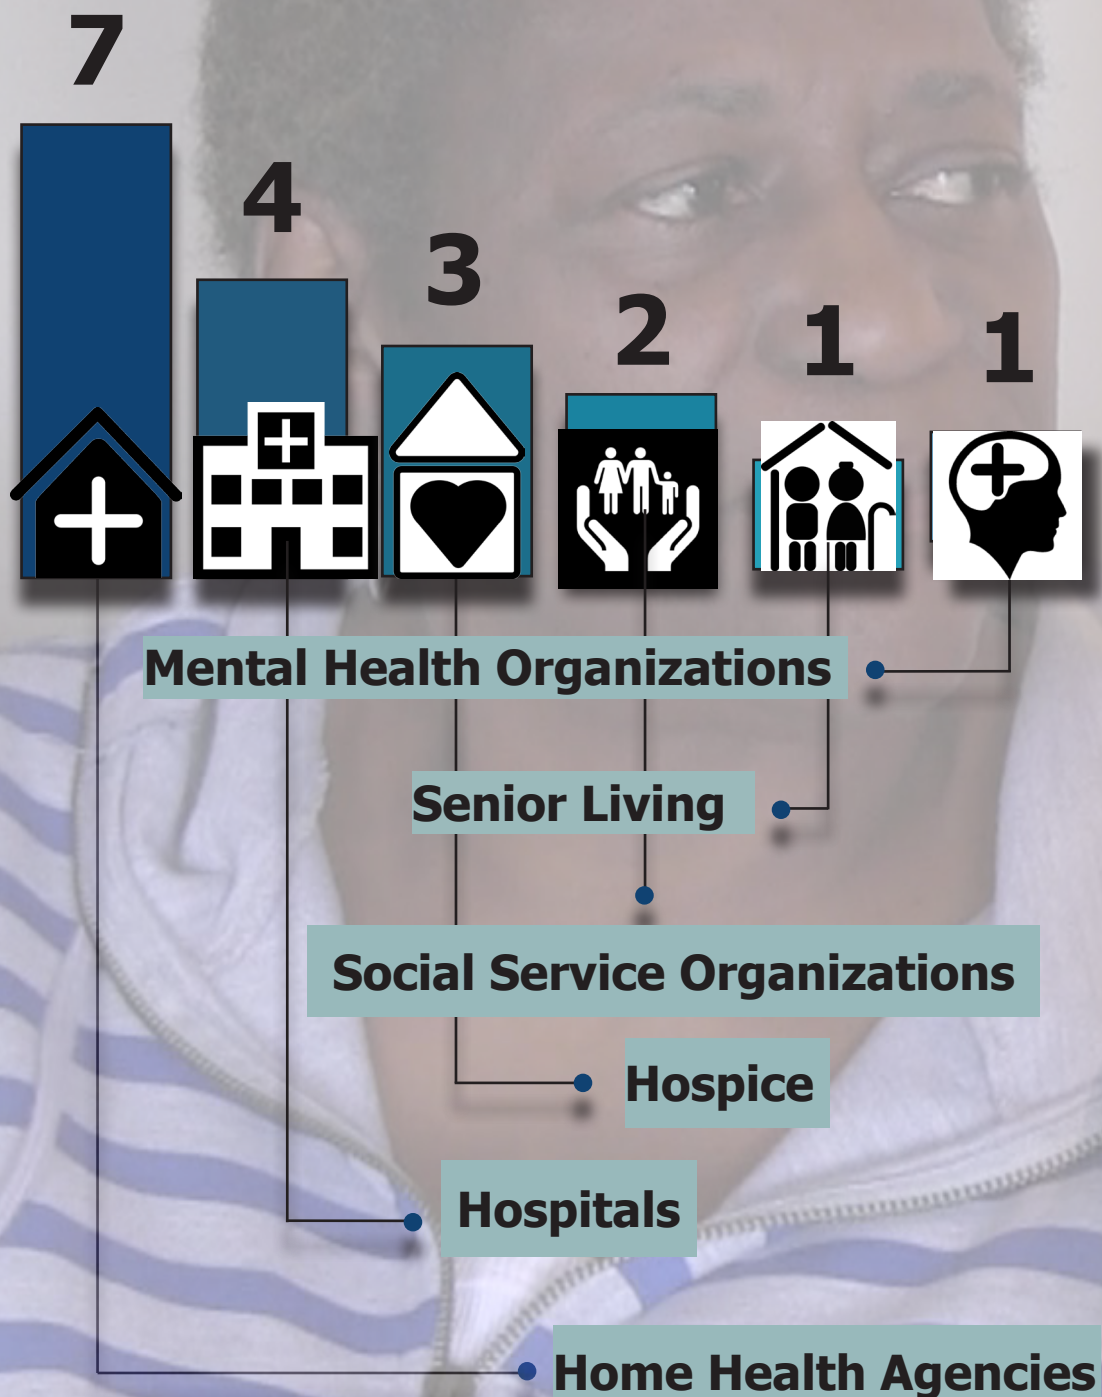 7
4
3
2
1
1
Mental Health Organizations
Senior Living
Social Service Organizations
Hospice
Hospitals
Home Health Agencies